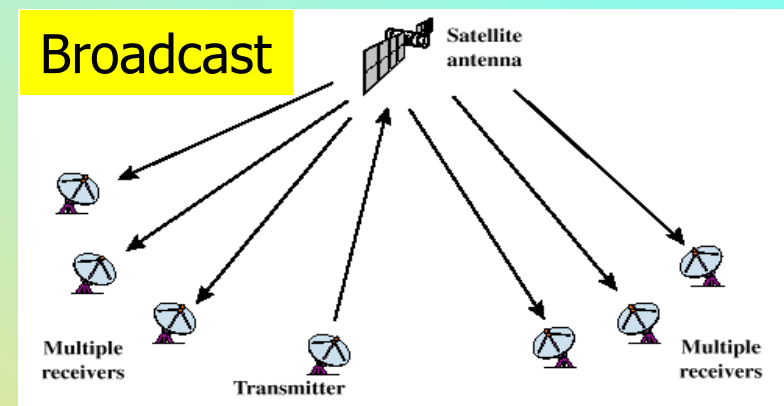 Broadcast
Satellite
antenna
Multiple
receivers
Transmitter
Multiple
receivers